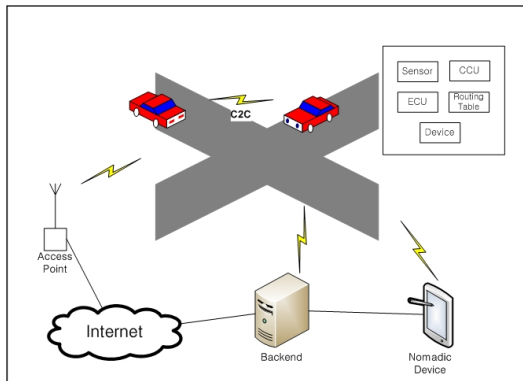 C2C
Sensor
CCU
ECU
Routing
Table
Device
Access
Point
Internet
Backend
Nomadic
Device